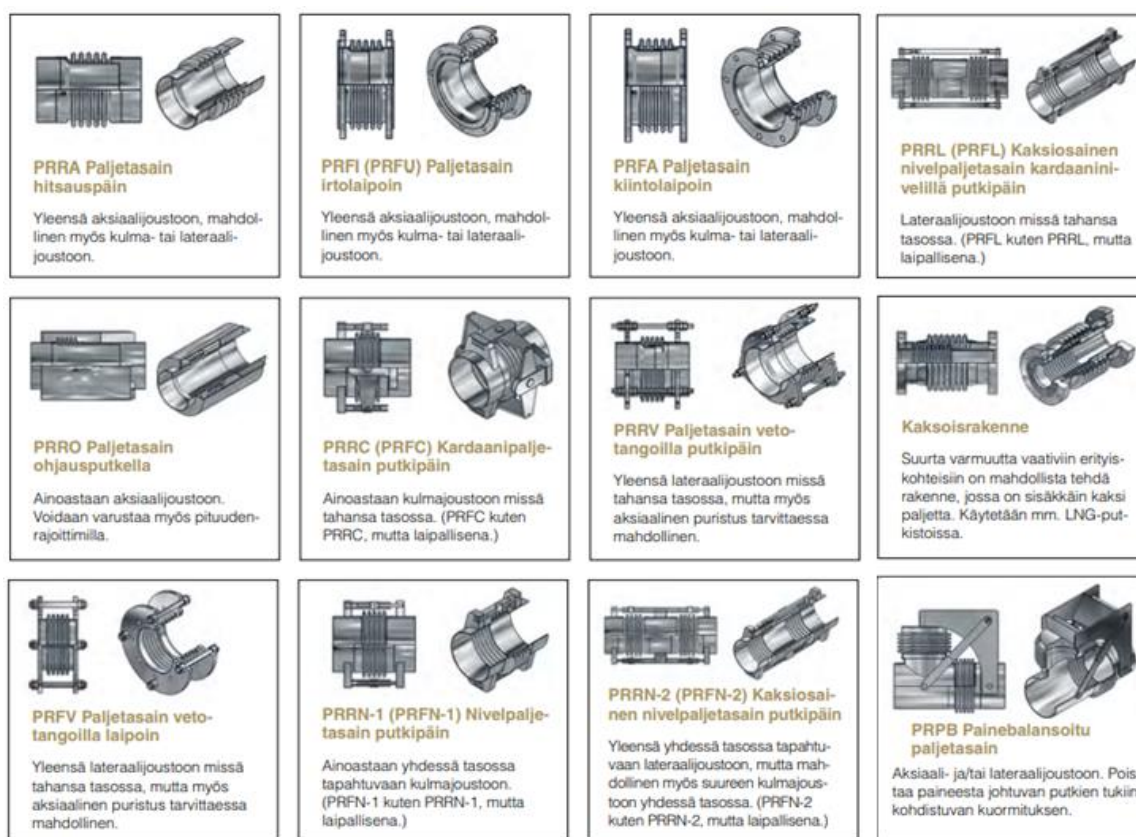 PRRA Paljetasain
hitsauspäin
Yleensä aksiaalijoustoon, mahdol-
linen myös kulma- tai lateraali-
joustoon.
PRFI (PRFU) Paljetasain
irtolaipoin
Yleensä aksiaalijoustoon, mahdol-
linen myös kulma- tai lateraali-
joustoon.
PRFA Paljetasain
kiintolaipoin
Yleensä aksiaalijoustoon, mahdol-
linen myös kulma- tai lateraali-
joustoon.
PRRL (PRFL) Kaksiosainen
nivelpaljetasain kardaanini-
velillä putkipäin
Lateraalijoustoon missä tahansa
tasossa. (PRFL kuten PRRL, mutta
laipallisena.)
PRRO Paljetasain
ohjausputkella
Ainoastaan aksiaalijoustoon.
Voidaan varustaa myös pituuden-
rajoittimilla.
PRRC (PRFC) Kardaanipalje-
tasain putkipäin
Ainoastaan kulmajoustoon missä
tahansa tasossa. (PRFC kuten
PRRC, mutta laipallisena.)
PRRV Paljetasain veto-
tangoilla putkipäin
Yleensä lateraalijoustoon missä
tahansa tasossa, mutta myös
aksiaalinen puristus tarvittaessa
mahdollinen.
Kaksoisrakenne
Suurta varmuutta vaativiin erityis-
kohteisiin on mahdollista tehdä
rakenne, jossa on sisäkkäin kaksi
paljetta. Käytetään mm. LNG-put-
kistoissa.
PRFV Paljetasain veto-
tangoilla laipoin
Yleensä lateraalijoustoon missä
tahansa tasossa, mutta myös
aksiaalinen puristus tarvittaessa
mahdollinen.
PRRN-1 (PRFN-1) Nivelpalje-
tasain putkipäin
Ainoastaan yhdessä tasossa
tapahtuvaan kulmajoustoon.
(PRFN-1 kuten PRRN-1, mutta
laipallisena.)
PRRN-2 (PRFN-2) Kaksiosai-
nen nivelpaljetasain putkipäin
Yleensä yhdessä tasossa tapahtu-
vaan lateraalijoustoon, mutta mah-
dollinen myös suureen kulmajous-
toon yhdessä tasossa. (PRFN-2
kuten PRRN-2, mutta laipallisena.)
PRPB Painebalansoitu
paljetasain
Aksiaali- ja/tai lateraalijoustoon. Pois
taa paineesta johtuvan putkien tukiin
kohdistuvan kuormituksen.